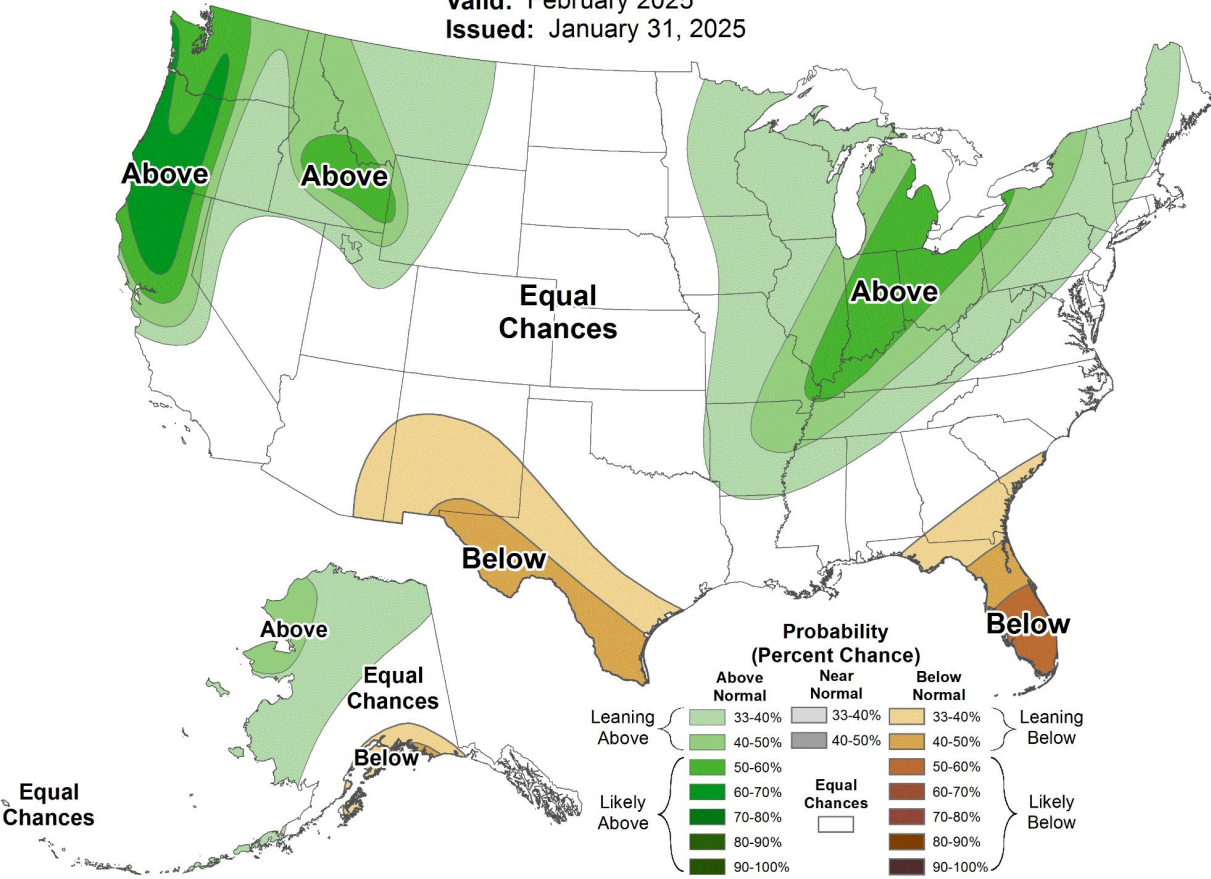 Valid: February 2025
Issued: January 31, 2025
Above
Above
Above
Equal
Chances
Below
Below
Above
Equal
Chances
Below
Equal
Chances
Probability
(Percent Chance)
Above
Normal
Near
Normal
Below
Normal
Leaning
Above
33-40%
33-40%
33-40%
Leaning
Below
40-50%
40-50%
40-50%
Likely
Above
50-60%
60-70%
70-80%
80-90%
90-100%
Equal
Chances
50-60%
60-70%
70-80%
80-90%
90-100%
Likely
Below